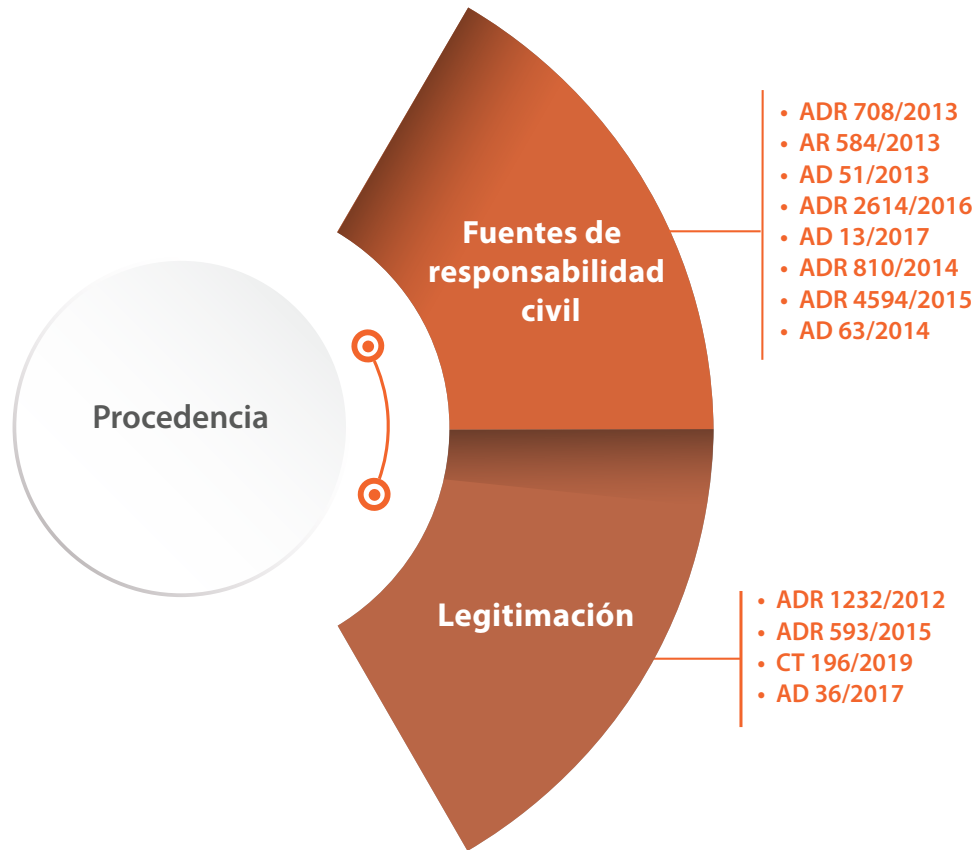 Procedencia
Fuentes de
responsabilidad
civil
• ADR 708/2013
• AR 584/2013
• AD 51/2013
• ADR 2614/2016
• AD 13/2017
• ADR 810/2014
• ADR 4594/2015
• AD 63/2014
Legitimación
• ADR 1232/2012
• ADR 593/2015
• CT 196/2019
• AD 36/2017